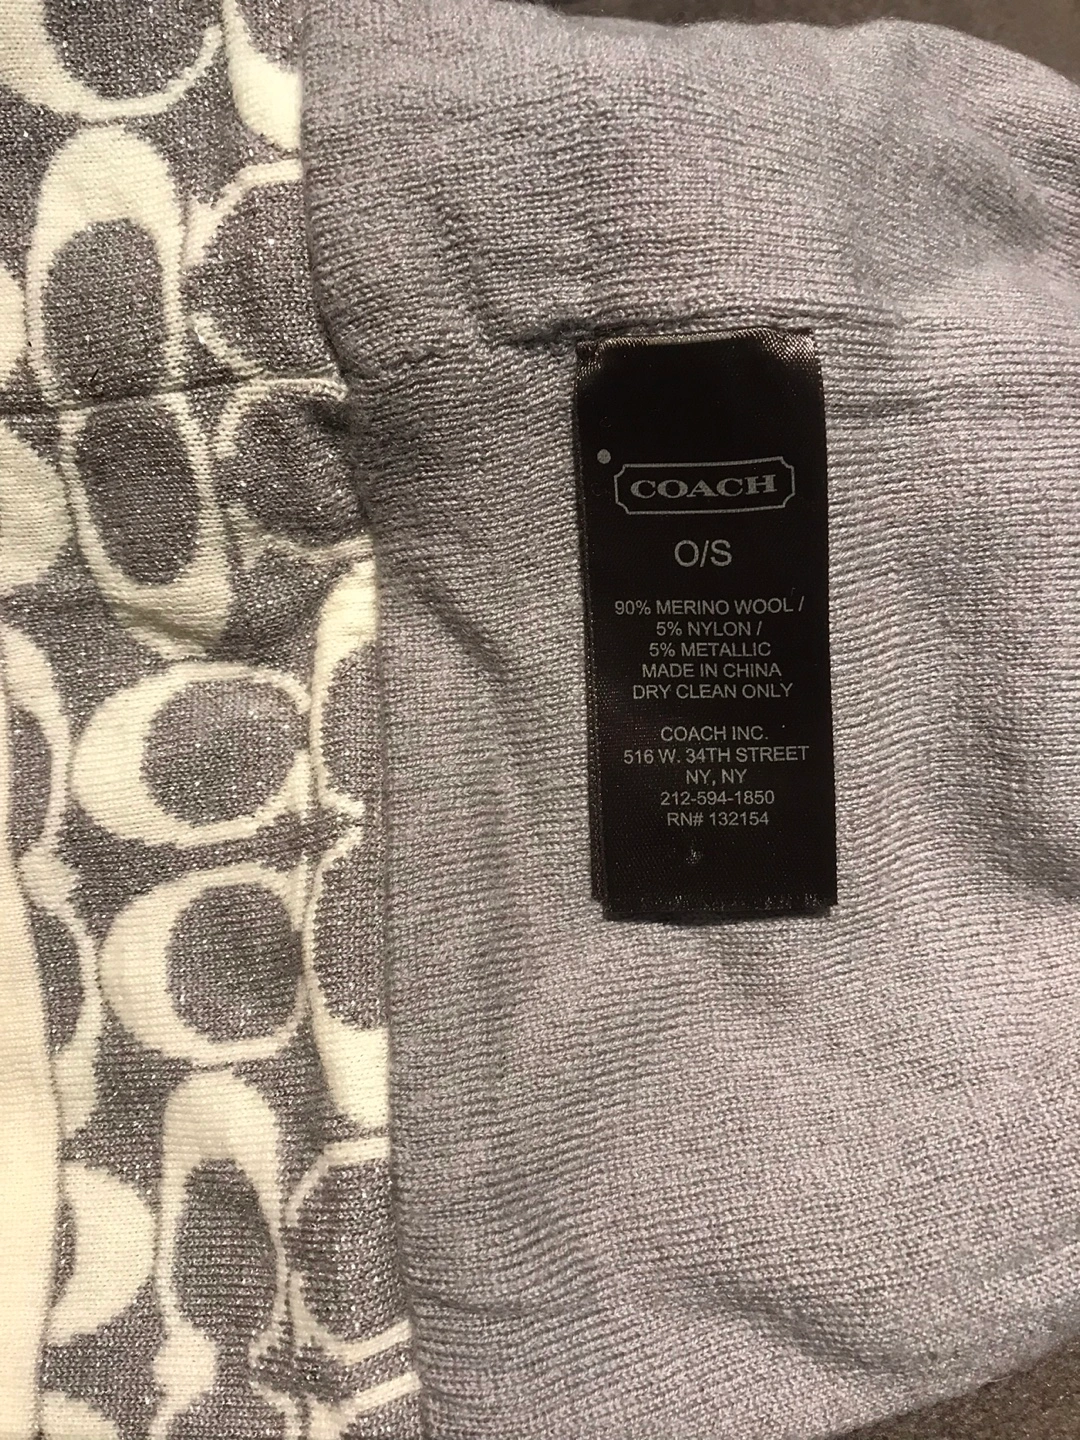 COACH
O/S
90% MERINO WOOL /
5% NYLON /
5% METALLIC
MADE IN CHINA
DRY CLEAN ONLY
COACH INC.
516 W. 34TH STREET
NY, NY
212-594-1850
RN# 132154